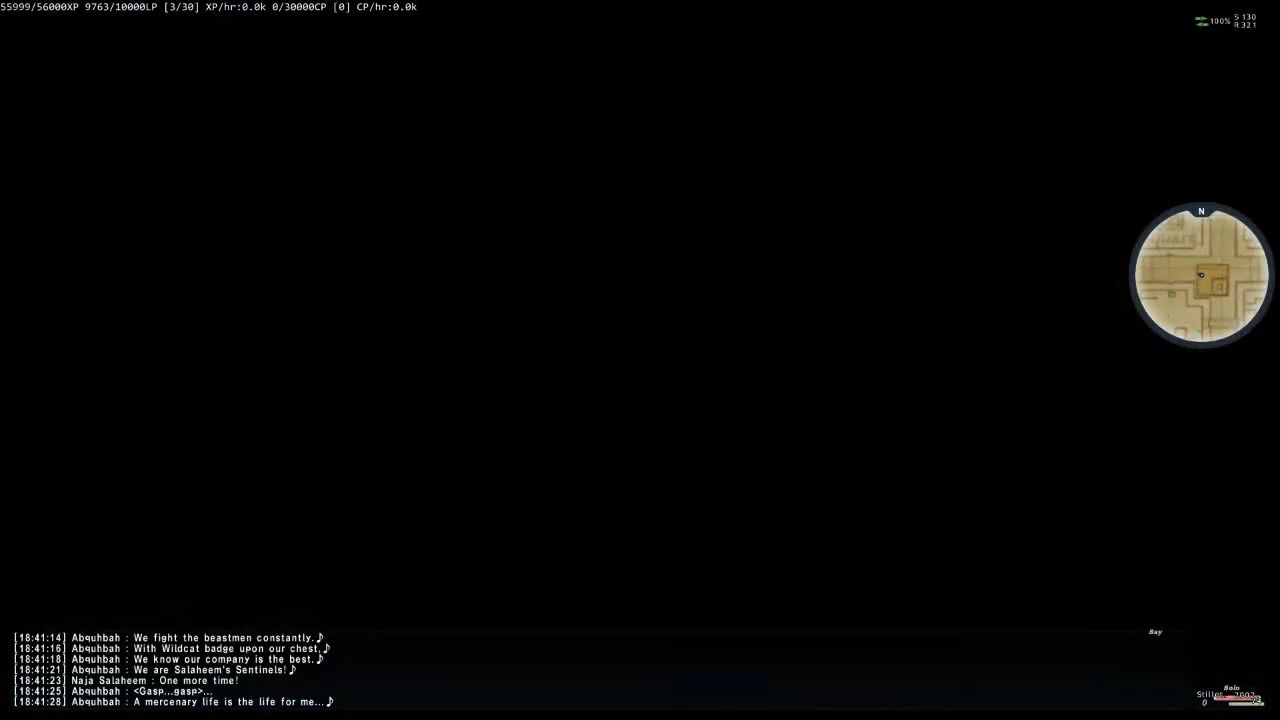 55999/56000XP 9763/10000LP [3/30] XP/hr:0.0k 0/30000CP [0] CP/hr:0.0k
100% S 130
R 321
N
Say
[18:41:14] Abquhbah : We fight the beastmen constantly.♪
[18:41:16] Abquhbah : With Wildcat badge upon our chest,♪
[18:41:18] Abquhbah : We know our company is the best.♪
[18:41:21] Abquhbah : We are Salaheem's Sentinels!♪
[18:41:23] Naja Salaheem : One more time!
[18:41:25] Abquhbah : <Gasp...gasp>...
[18:41:28] Abquhbah : A mercenary life is the life for me...♪
Solo
0